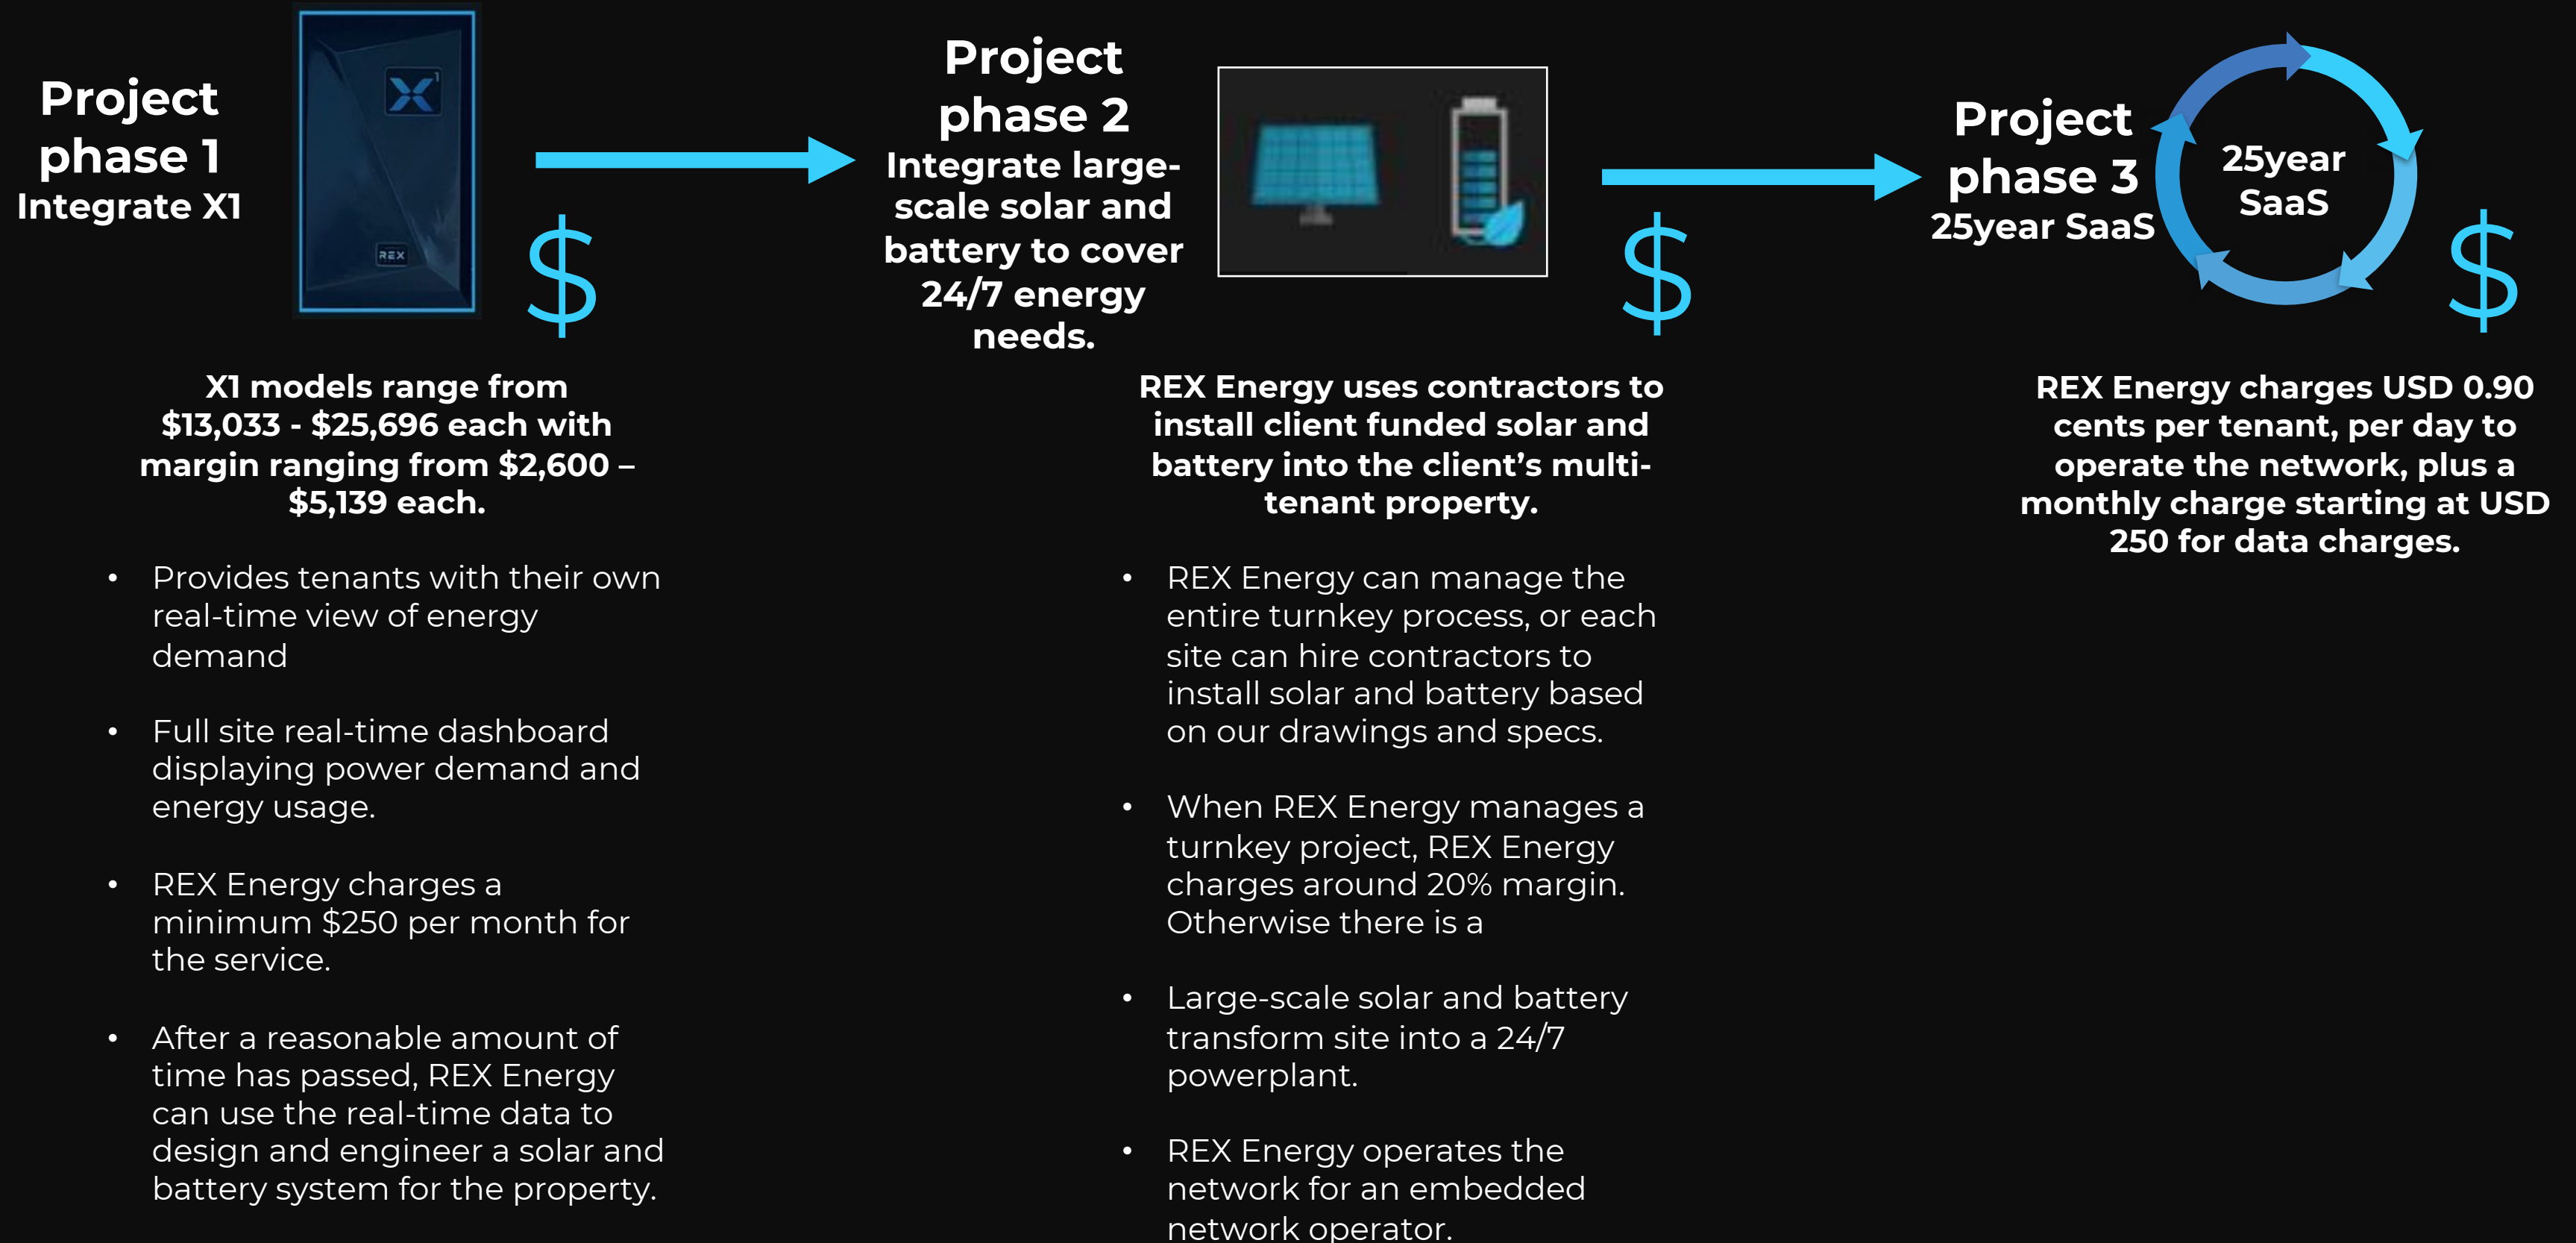 Project
phase 1
Integrate X1
X 1
REX
$
X1 models range from
$13,033 - $25,696 each with
margin ranging from $2,600 –
$5,139 each.
• Provides tenants with their own
real-time view of energy
demand
• Full site real-time dashboard
displaying power demand and
energy usage.
• REX Energy charges a
minimum $250 per month for
the service.
• After a reasonable amount of
time has passed, REX Energy
can use the real-time data to
design and engineer a solar and
battery system for the property.
Project
phase 2
Integrate large-
scale solar and
battery to cover
24/7 energy
needs.
$
REX Energy uses contractors to
install client funded solar and
battery into the client’s multi-
tenant property.
• REX Energy can manage the
entire turnkey process, or each
site can hire contractors to
install solar and battery based
on our drawings and specs.
• When REX Energy manages a
turnkey project, REX Energy
charges around 20% margin.
Otherwise there is a
• Large-scale solar and battery
transform site into a 24/7
powerplant.
• REX Energy operates the
network for an embedded
network operator.
Project
phase 3
25year SaaS
25year
SaaS
$
REX Energy charges USD 0.90
cents per tenant, per day to
operate the network, plus a
monthly charge starting at USD
250 for data charges.